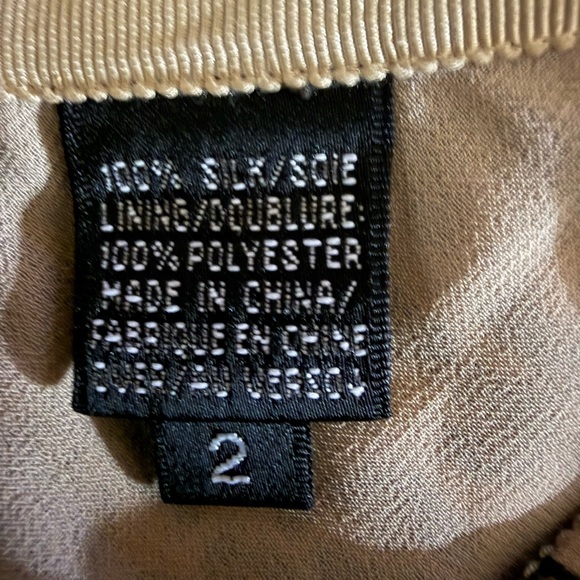 100% SILK/SOIE
LINING/DOUBLURE:
100% POLYESTER
MADE IN CHINA/
FABRIQUE EN CHINE
OVER/AU VERSO↓
2